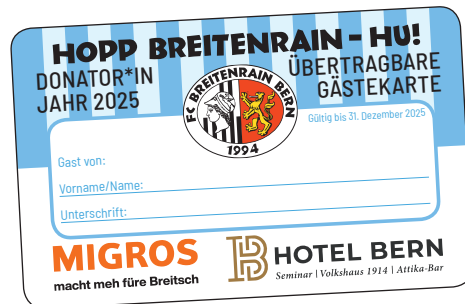 HOPP BREITENRAIN – HU!
DONATOR*IN
JAHR 2025
ÜBERTRAGBARE
GÄSTEKARTE
FC BREITENRAIN BERN
1994
Gültig bis 31. Dezember 2025
Gast von:
Vorname/Name:
Unterschrift:
MIGROS
macht meh füre Breitsch
HB
HOTEL BERN
Seminar | Volkshaus 1914 | Attika-Bar